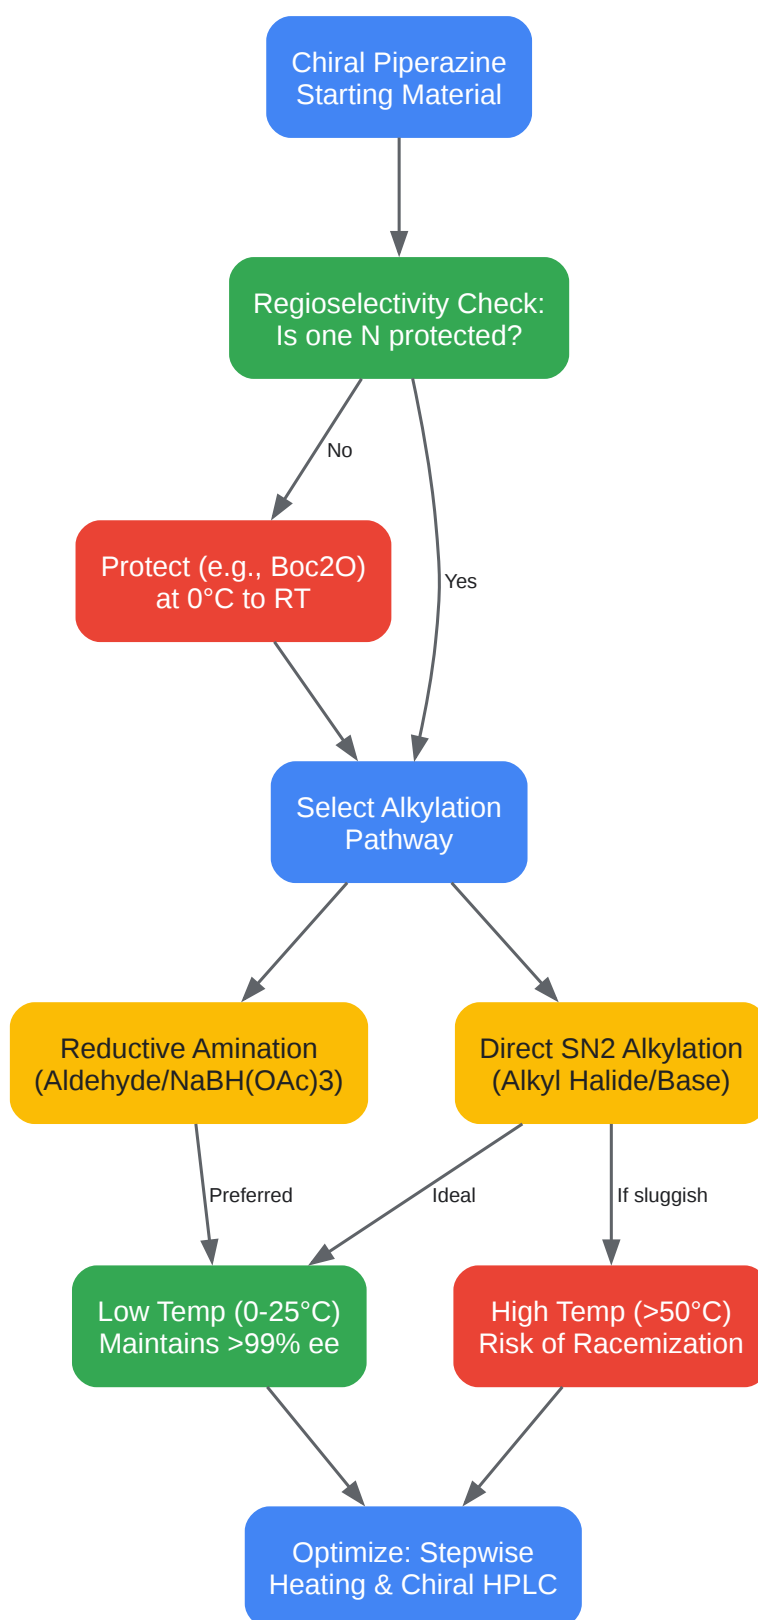 Chiral Piperazine
Starting Material
Regioselectivity Check:
Is one N protected?
No
Protect (e.g., Boc2O)
at 0°C to RT
Yes
Select Alkylation
Pathway
Reductive Amination
(Aldehyde/NaBH(OAc)3)
Direct SN2 Alkylation
(Alkyl Halide/Base)
Preferred
Ideal
If sluggish
Low Temp (0-25°C)
Maintains >99% ee
High Temp (>50°C)
Risk of Racemization
Optimize: Stepwise
Heating & Chiral HPLC